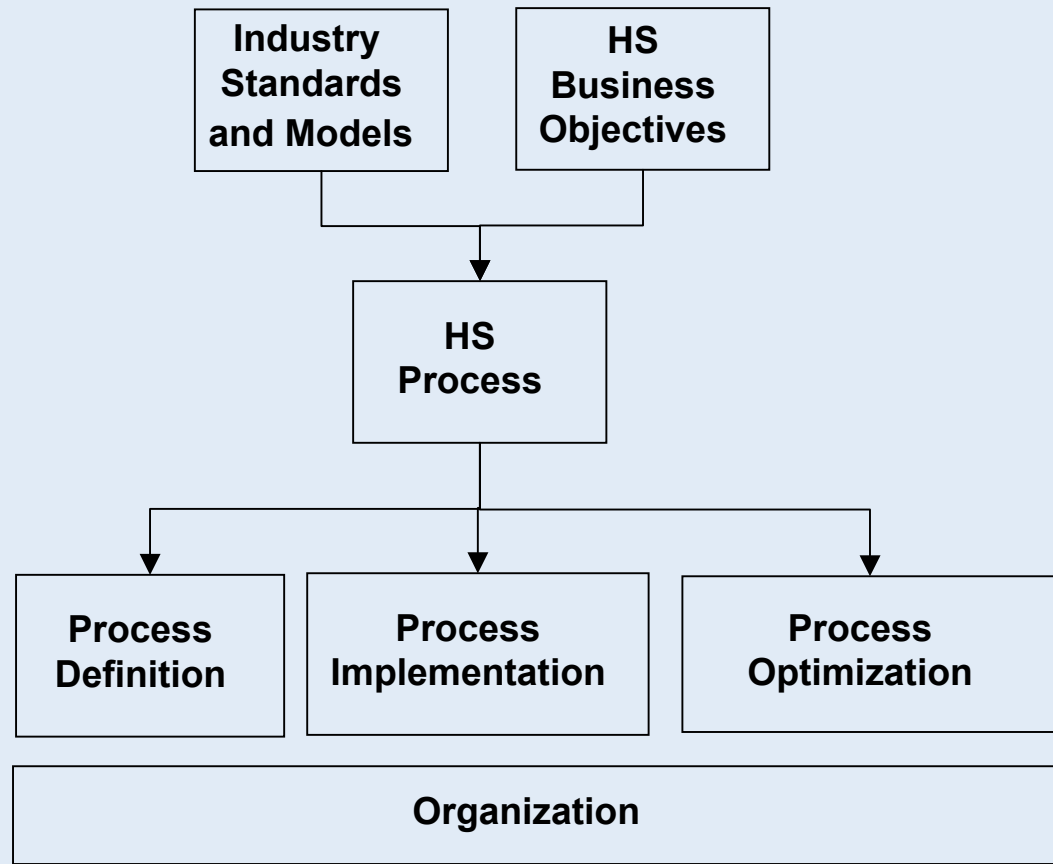 Industry
Standards
and Models
HS
Business
Objectives
HS
Process
Process
Definition
Process
Implementation
Process
Optimization
Organization